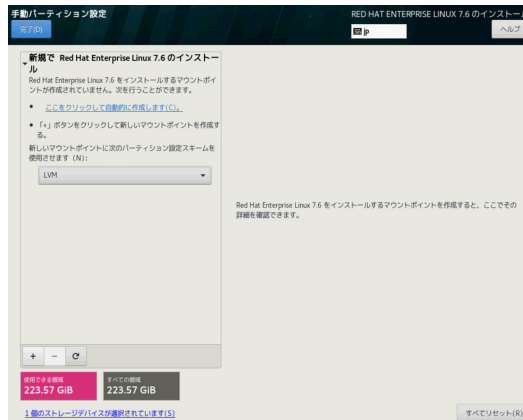 手動パーティション設定
RED HAT ENTERPRISE LINUX 7.6 のインストー
完了(D)
jp
ヘルプ
新規で Red Hat Enterprise Linux 7.6 のインストー
ル
Red Hat Enterprise Linux 7.6 をインストールするマウントポイ
ントが作成されていません。次を行うことができます。
• ここをクリックして自動的に作成します(C)。
• 「+」ボタンをクリックして新しいマウントポイントを作成す
る。
新しいマウントポイントに次のパーティション設定スキームを
使用させます (N):
LVM
Red Hat Enterprise Linux 7.6 をインストールするマウントポイントを作成すると、ここでその
詳細を確認できます。
+ −
使用できる領域
223.57 GiB
すべての領域
223.57 GiB
1 個のストレージデバイスが選択されています(S)
すべてリセット(R)